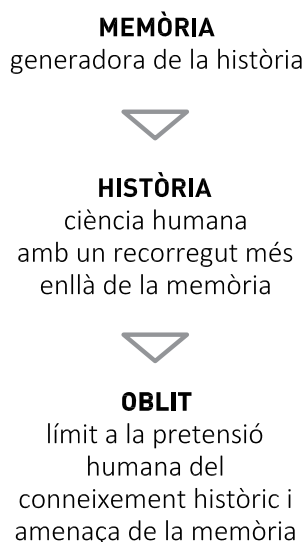 MEMÒRIA
generadora de la història
HISTÒRIA
ciència humana
amb un recorregut més
enllà de la memòria
OBLIT
límit a la pretensió
humana del
conneixement històric i
amenaça de la memòria